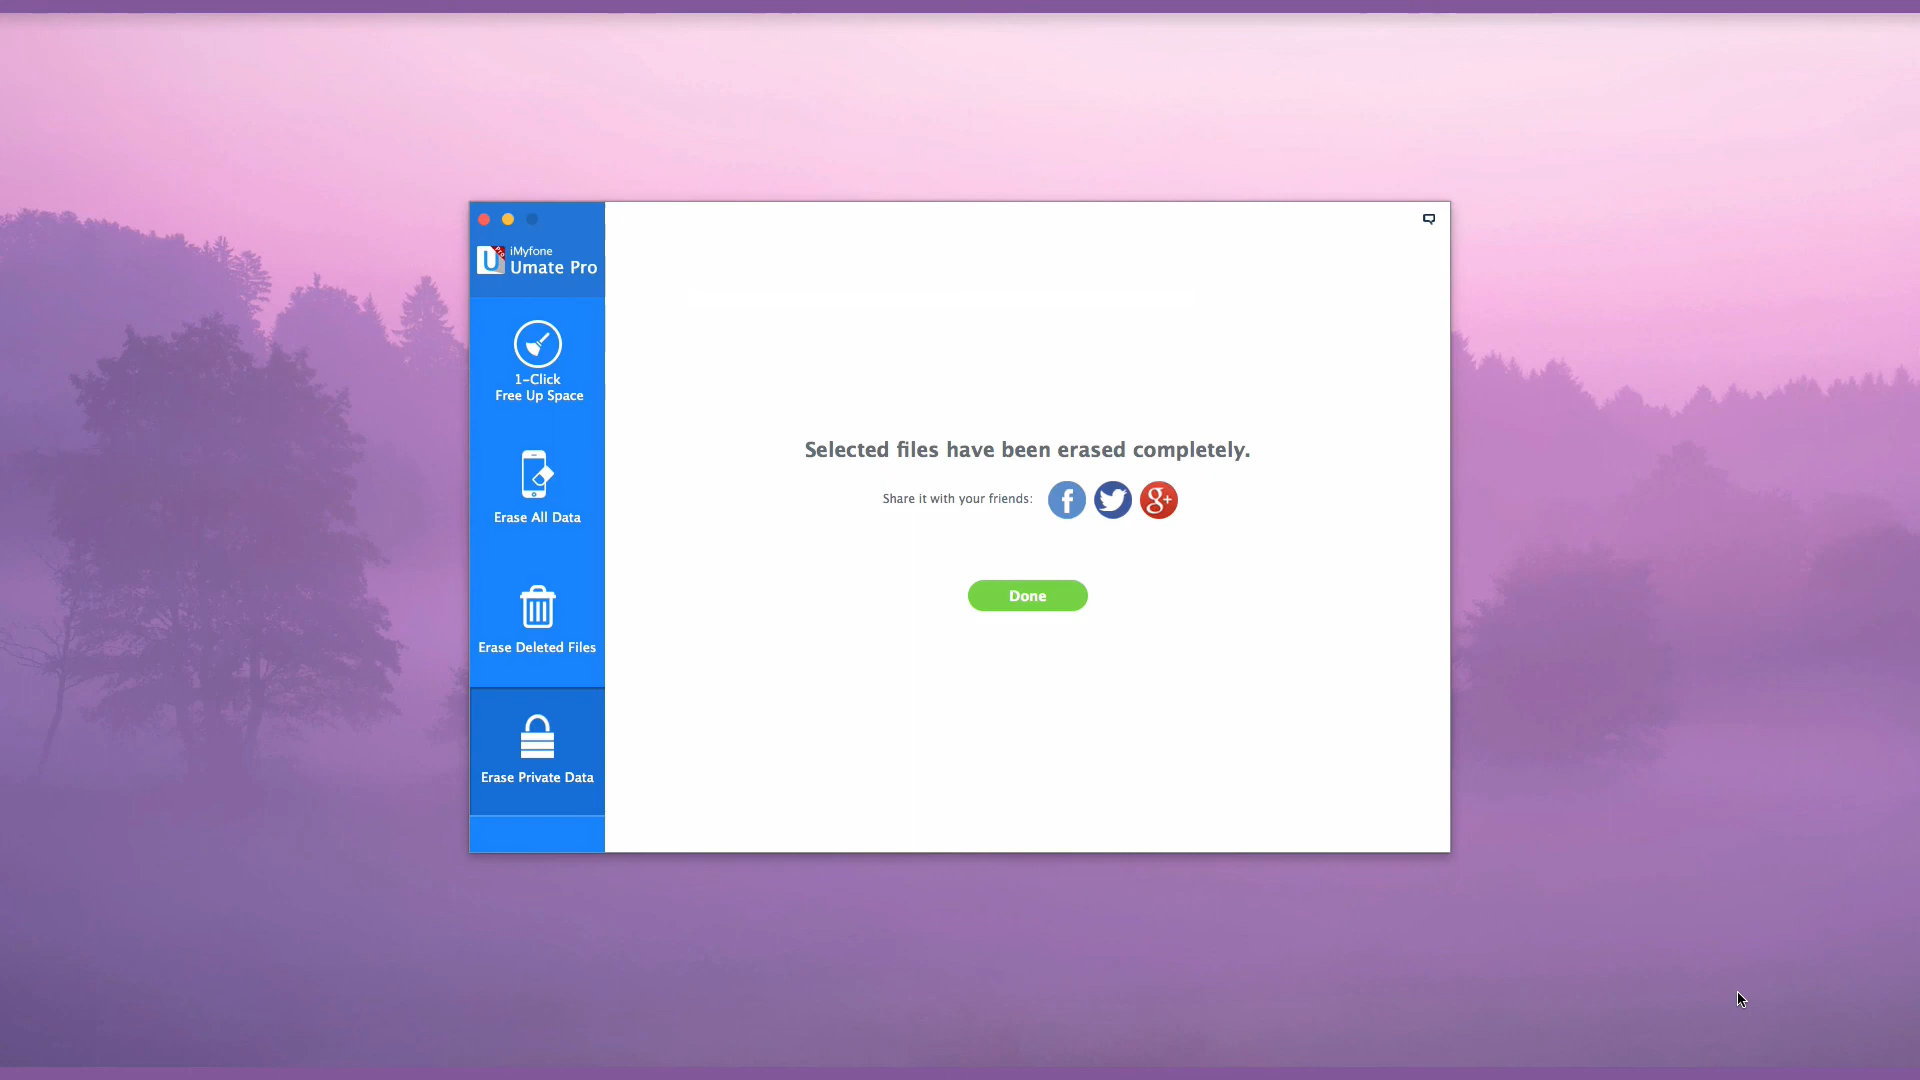 iMyfone
Umate Pro
1-Click
Free Up Space
Erase All Data
Erase Deleted Files
Erase Private Data
Selected files have been erased completely.
Share it with your friends:
Done